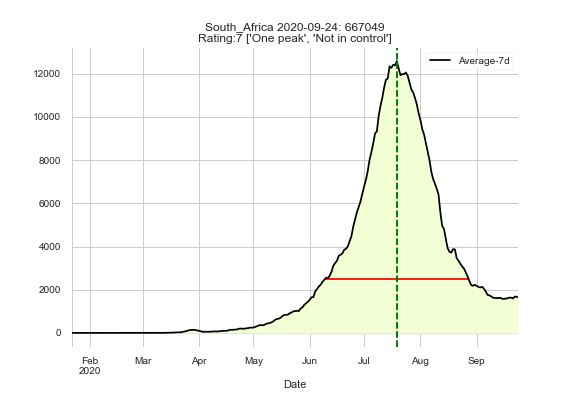 South_Africa 2020-09-24: 667049
Rating:7 ['One peak', 'Not in control']
Average-7d
12000
10000
8000
6000
4000
2000
0
Feb Mar Apr May Jun Jul Aug Sep
2020
Date